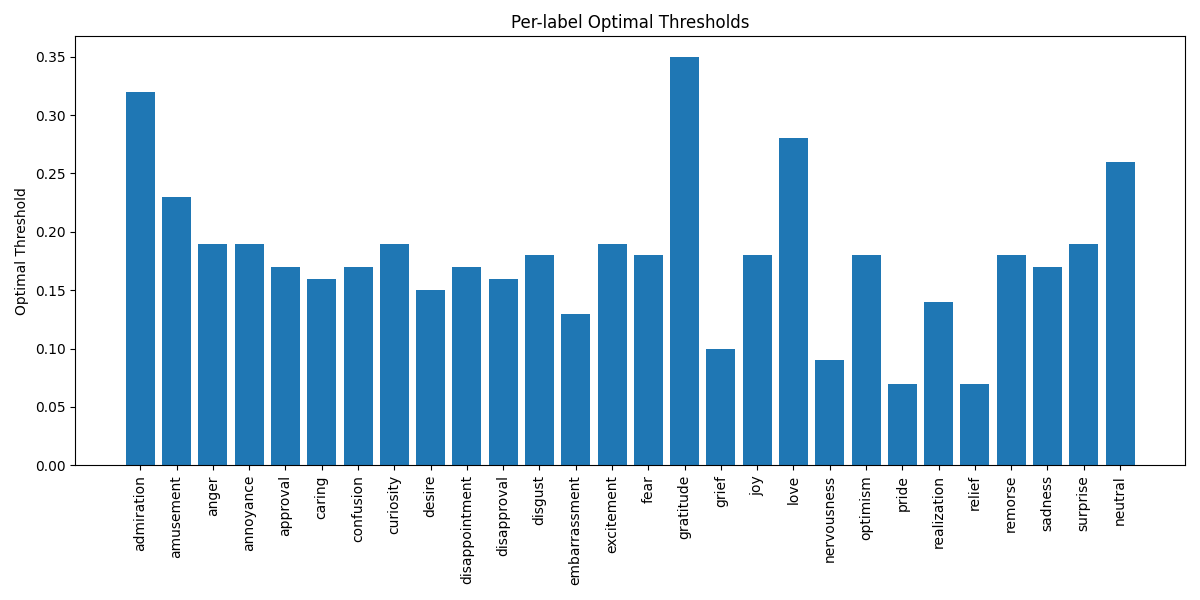 Per-label Optimal Thresholds
Optimal Threshold
0.35
0.30
0.25
0.20
0.15
0.10
0.05
0.00
admiration
amusement
anger
annoyance
approval
caring
confusion
curiosity
desire
disappointment
disapproval
disgust
embarrassment
excitement
fear
gratitude
grief
joy
love
nervousness
optimism
pride
realization
relief
remorse
sadness
surprise
neutral